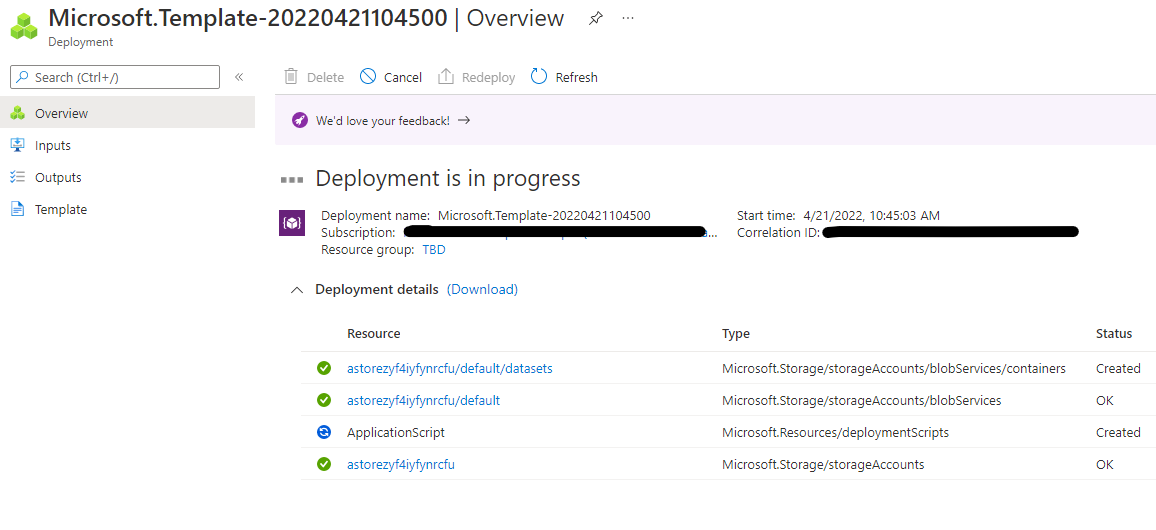 Microsoft.Template-20220421104500 | Overview
Deployment
Search (Ctrl+/)
Delete Cancel Redeploy Refresh
Overview
Inputs
Outputs
Template
We'd love your feedback!
Deployment is in progress
Deployment name: Microsoft.Template-20220421104500 Start time: 4/21/2022, 10:45:03 AM
Subscription: Correlation ID:
Resource group: TBD
Deployment details (Download)
Resource Type Status
astorezyf4iyfynrcfu/default/datasets Microsoft.Storage/storageAccounts/blobServices/containers Created
astorezyf4iyfynrcfu/default Microsoft.Storage/storageAccounts/blobServices OK
ApplicationScript Microsoft.Resources/deploymentScripts Created
astorezyf4iyfynrcfu Microsoft.Storage/storageAccounts OK